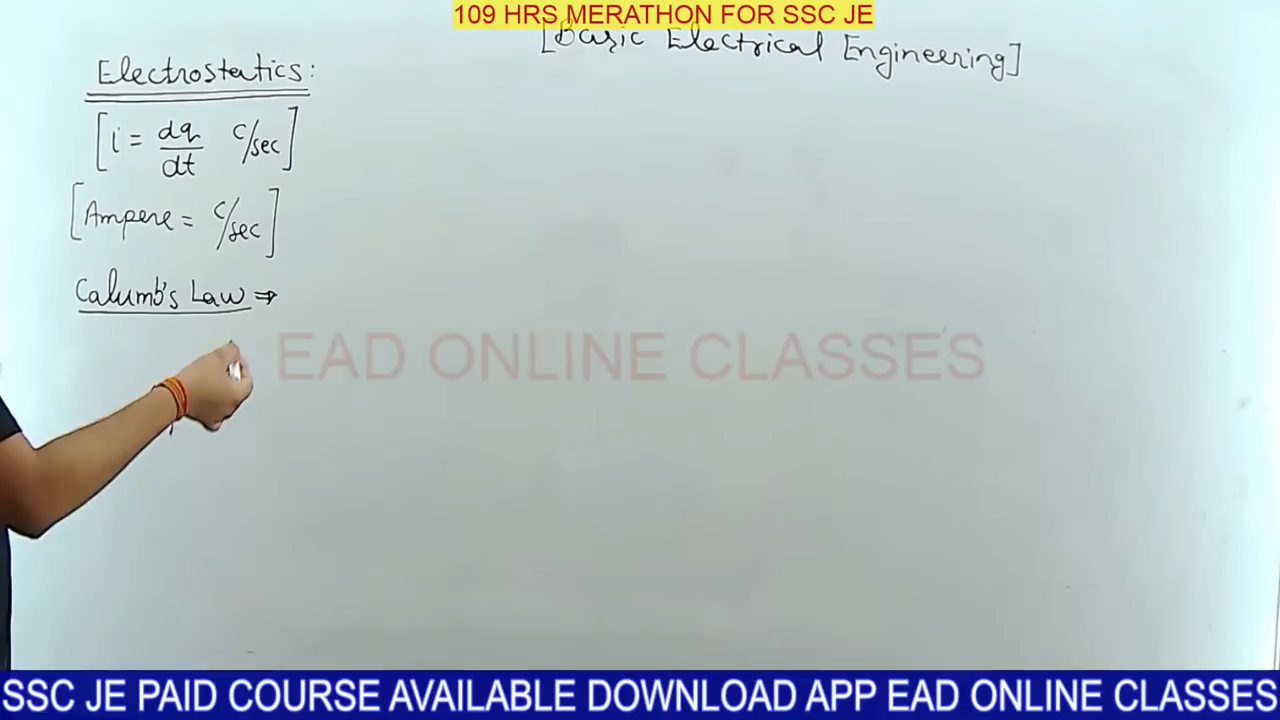 109 HRS MERATHON FOR SSC JE
[Basic Electrical Engineering]
Electrostatics:
[i = dq/dt C/sec]
[Ampere = C/sec]
Calumb's Law ⇒
EAD ONLINE CLASSES
SSC JE PAID COURSE AVAILABLE DOWNLOAD APP EAD ONLINE CLASSES